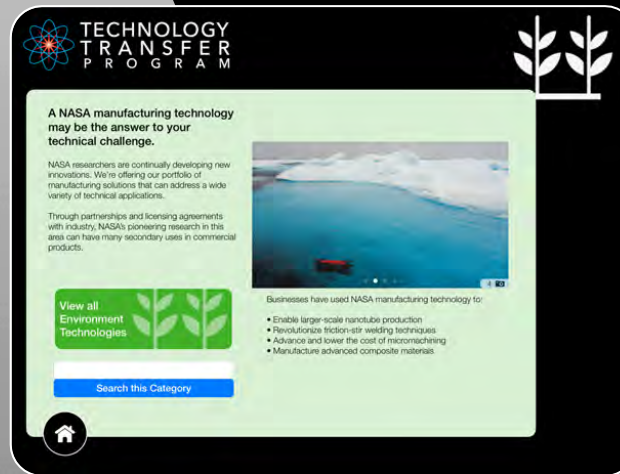 TECHNOLOGY
TRANSFER
PROGRAM
A NASA manufacturing technology
may be the answer to your
technical challenge.
NASA researchers are continually developing new
innovations. We're offering our portfolio of
manufacturing solutions that can address a wide
variety of technical applications.
Through partnerships and licensing agreements
with industry, NASA's pioneering research in this
area can have many secondary uses in commercial
products.
View all
Environment
Technologies
Search this Category
Businesses have used NASA manufacturing technology to:
• Enable larger-scale nanotube production
• Revolutionize friction-stir welding techniques
• Advance and lower the cost of micromachining
• Manufacture advanced composite materials